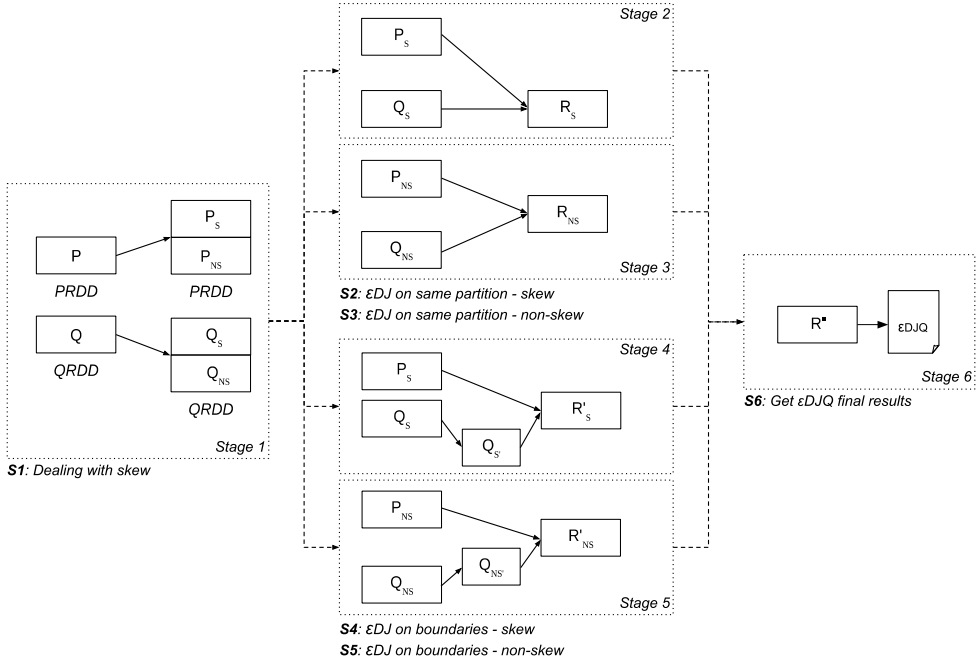 Stage 2
P_S
Q_S
R_S
P_NS
Q_NS
R_NS
Stage 3
S2: εDJ on same partition - skew
S3: εDJ on same partition - non-skew
P
PRDD
P_S
P_NS
PRDD
Q
QRDD
Q_S
Q_NS
QRDD
Stage 1
S1: Dealing with skew
Stage 4
P_S
Q_S
Q_S'
R'_S
P_NS
Q_NS
Q_NS'
R'_NS
Stage 5
S4: εDJ on boundaries - skew
S5: εDJ on boundaries - non-skew
R▪
εDJQ
Stage 6
S6: Get εDJQ final results